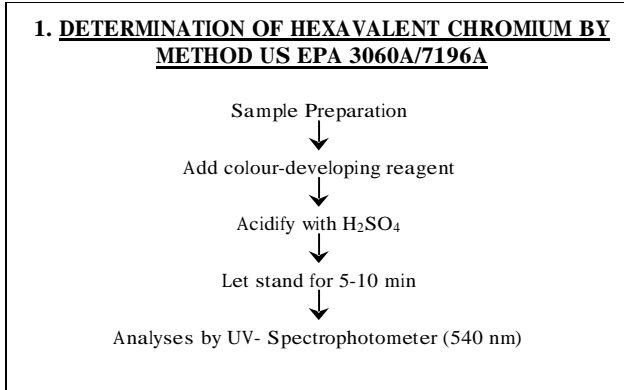 1. DETERMINATION OF HEXAVALENT CHROMIUM BY
METHOD US EPA 3060A/7196A
Sample Preparation
Add colour-developing reagent
Acidify with H₂SO₄
Let stand for 5-10 min
Analyses by UV- Spectrophotometer (540 nm)